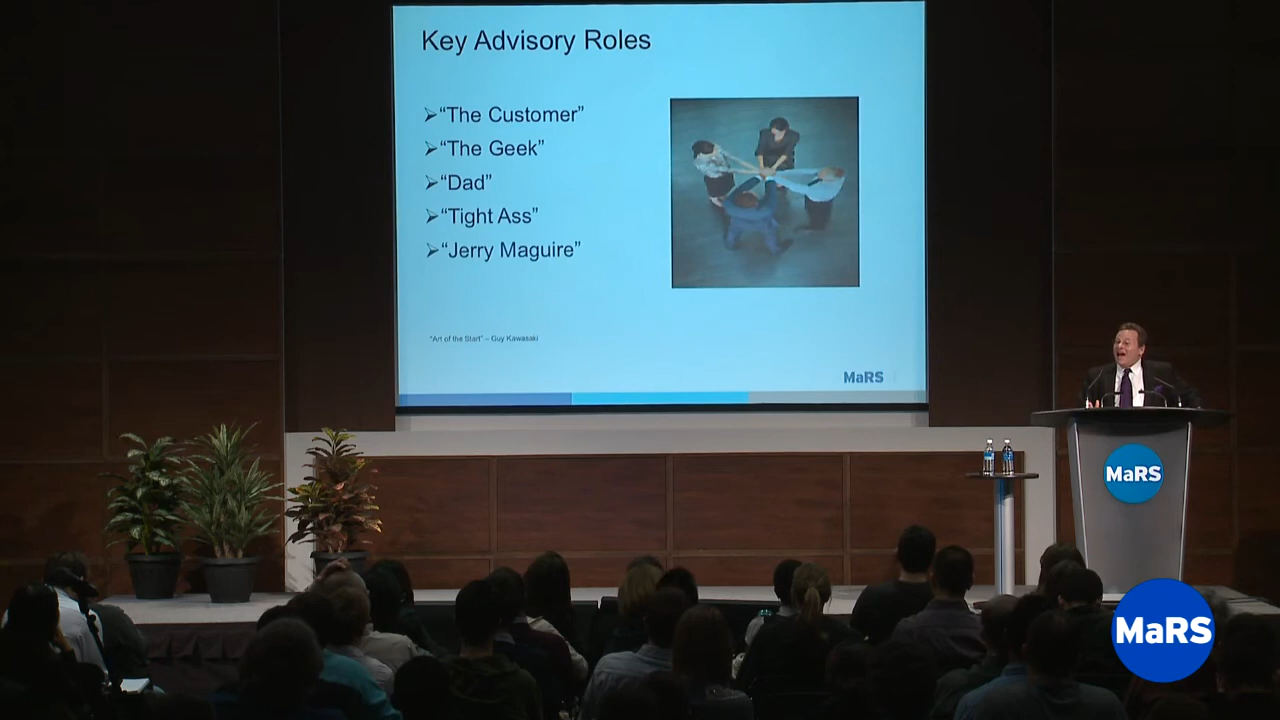 Key Advisory Roles
➢“The Customer”
➢“The Geek”
➢“Dad”
➢“Tight Ass”
➢“Jerry Maguire”
“Art of the Start” – Guy Kawasaki
MaRS
MaRS
MaRS